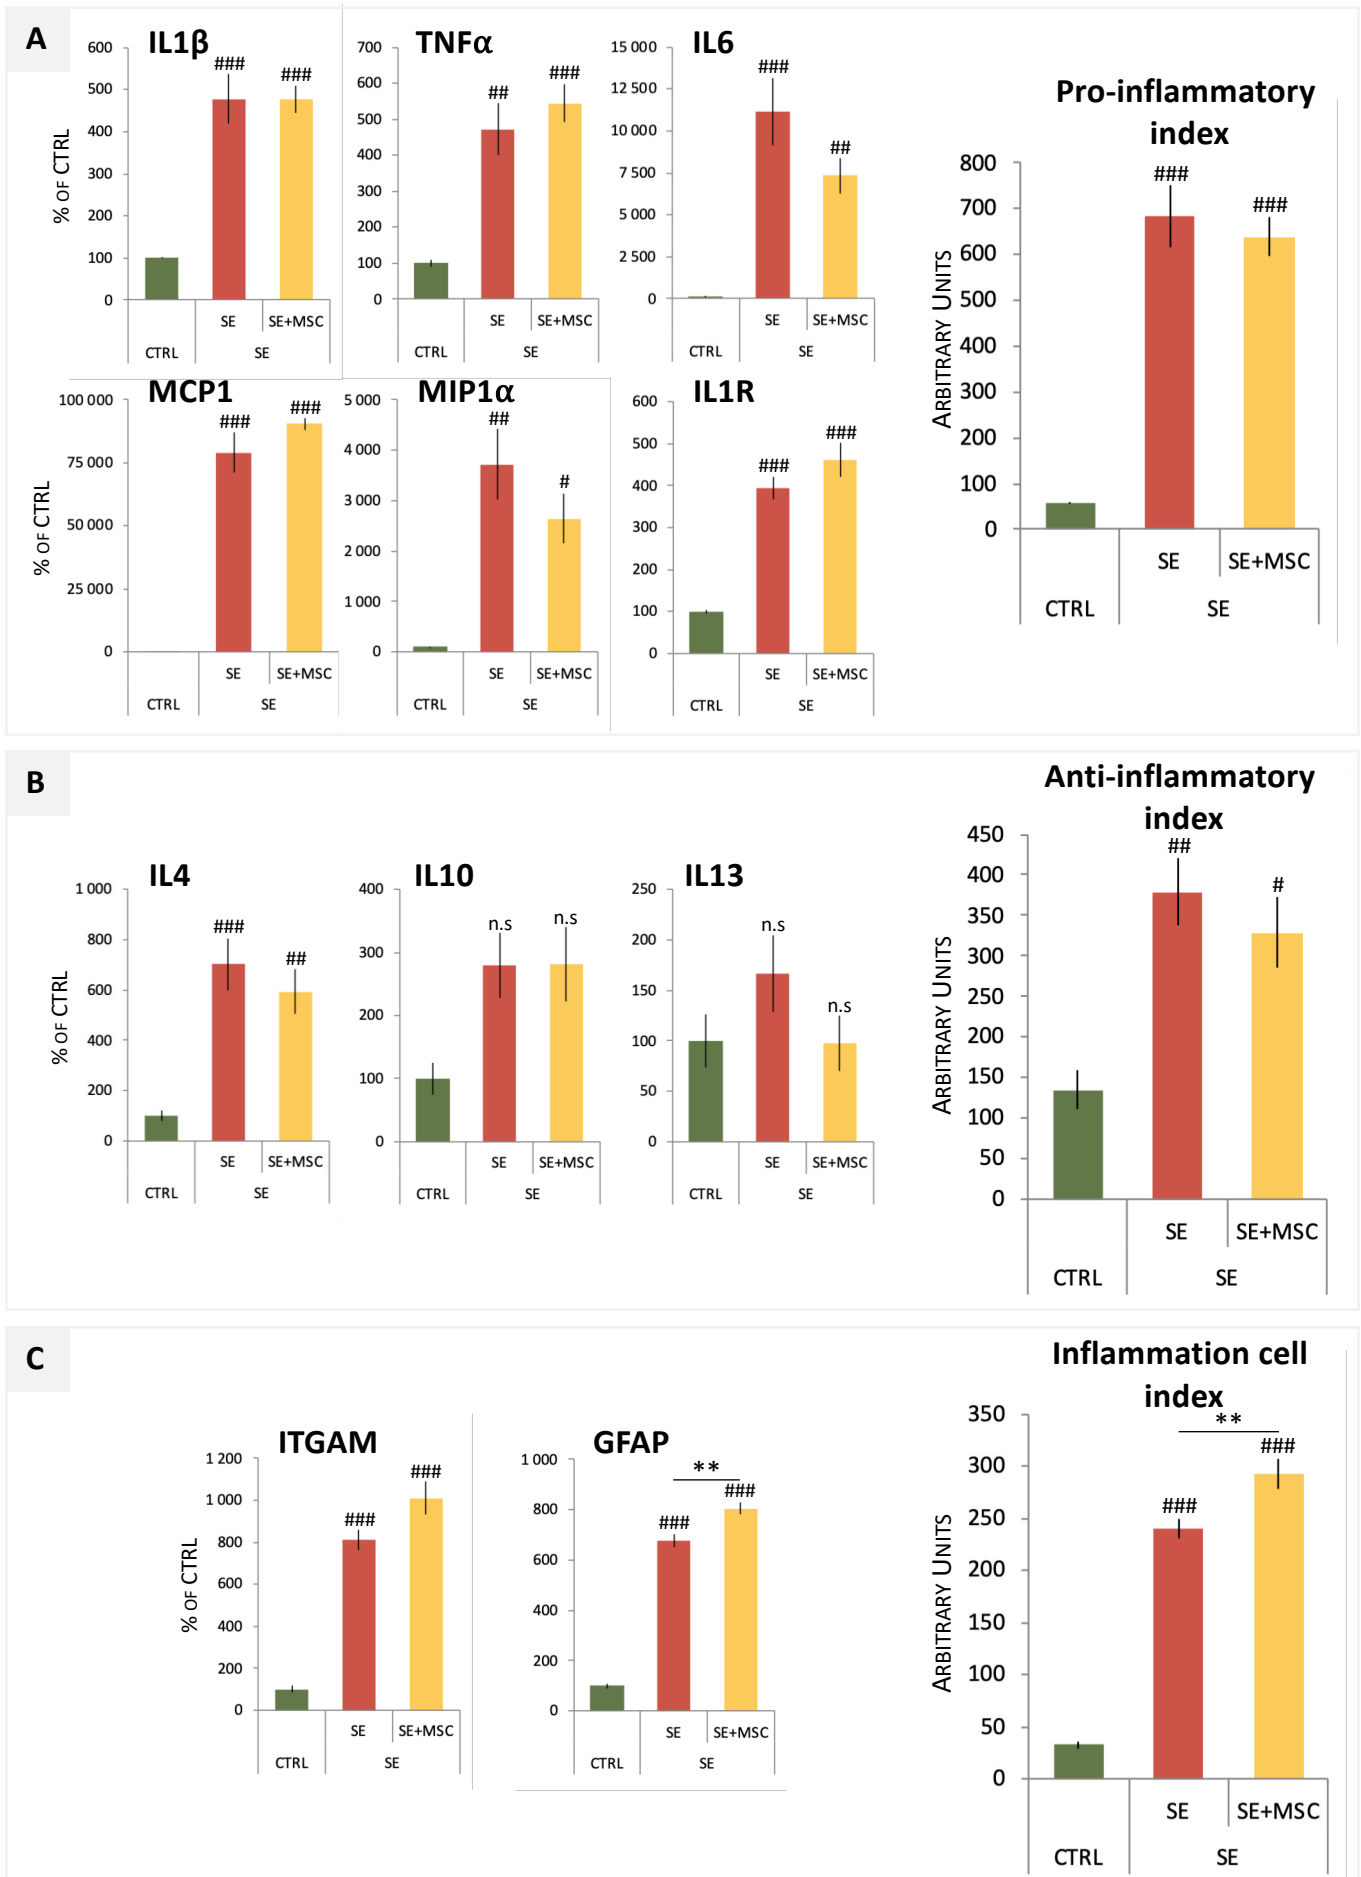 A
IL1β
600
500
400
300
200
100
0
% OF CTRL
###
###
SE
SE+MSC
CTRL
SE
TNFα
700
600
500
400
300
200
100
0
##
###
SE
SE+MSC
CTRL
SE
IL6
15 000
12 500
10 000
7 500
5 000
2 500
0
###
##
SE
SE+MSC
CTRL
SE
MCP1
100 000
75 000
50 000
25 000
0
% OF CTRL
###
###
SE
SE+MSC
CTRL
SE
MIP1α
5 000
4 000
3 000
2 000
1 000
0
##
#
SE
SE+MSC
CTRL
SE
IL1R
600
500
400
300
200
100
0
###
###
SE
SE+MSC
CTRL
SE
Pro-inflammatory
index
800
700
600
500
400
300
200
100
0
ARBITRARY UNITS
###
###
SE
SE+MSC
CTRL
SE
B
IL4
1 000
800
600
400
200
0
% OF CTRL
###
##
SE
SE+MSC
CTRL
SE
IL10
400
300
200
100
0
n.s
n.s
SE
SE+MSC
CTRL
SE
IL13
250
200
150
100
50
0
n.s
n.s
SE
SE+MSC
CTRL
SE
Anti-inflammatory
index
450
400
350
300
250
200
150
100
50
0
ARBITRARY UNITS
##
#
SE
SE+MSC
CTRL
SE
C
ITGAM
1 200
1 000
800
600
400
200
0
% OF CTRL
###
###
SE
SE+MSC
CTRL
SE
GFAP
1 000
800
600
400
200
0
**
###
###
SE
SE+MSC
CTRL
SE
Inflammation cell
index
350
300
250
200
150
100
50
0
ARBITRARY UNITS
**
###
###
SE
SE+MSC
CTRL
SE